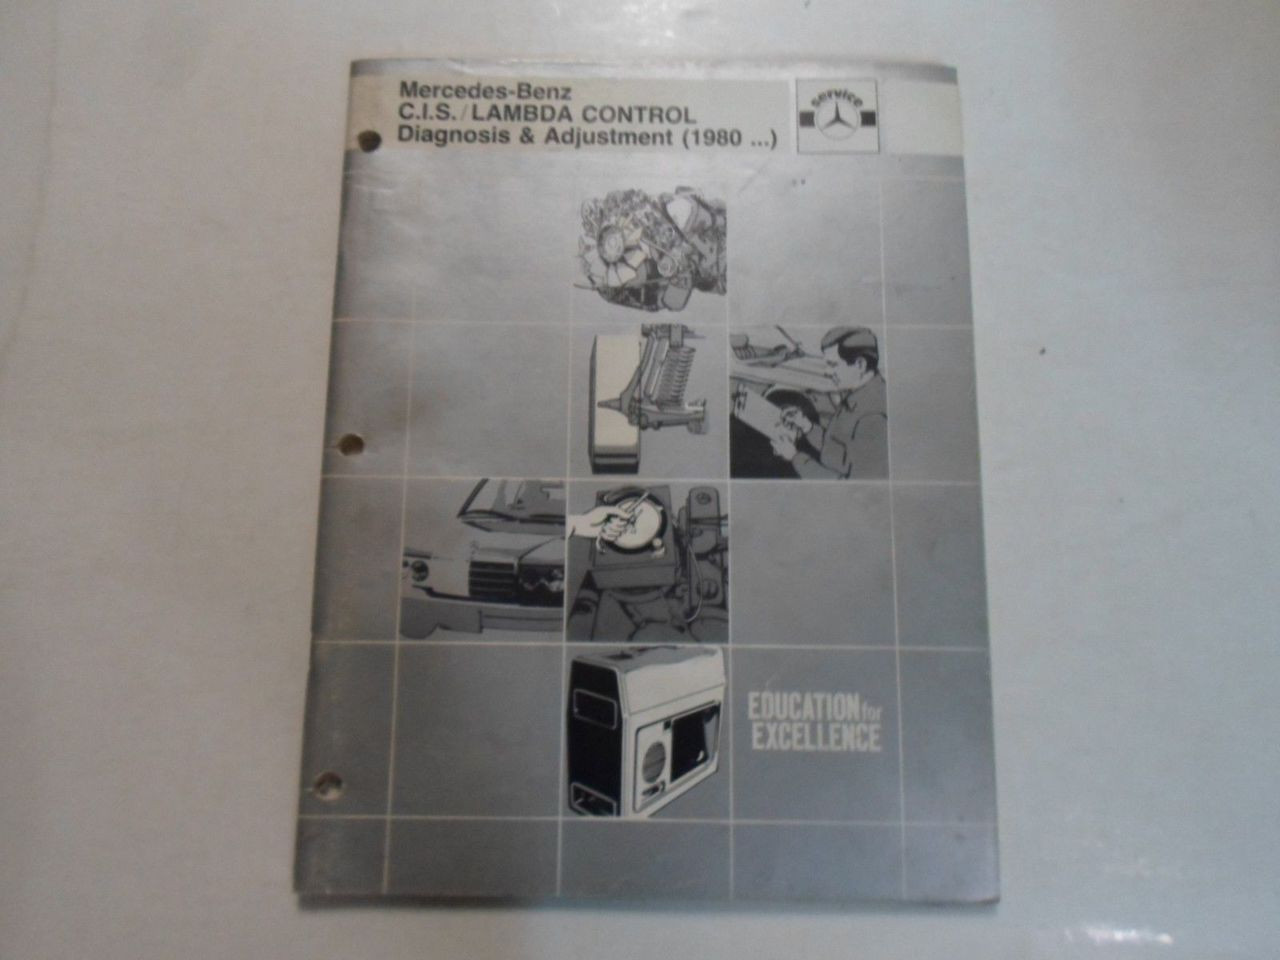 Mercedes-Benz
C.I.S./LAMBDA CONTROL
Diagnosis & Adjustment (1980 ...)
service
EDUCATION for
EXCELLENCE